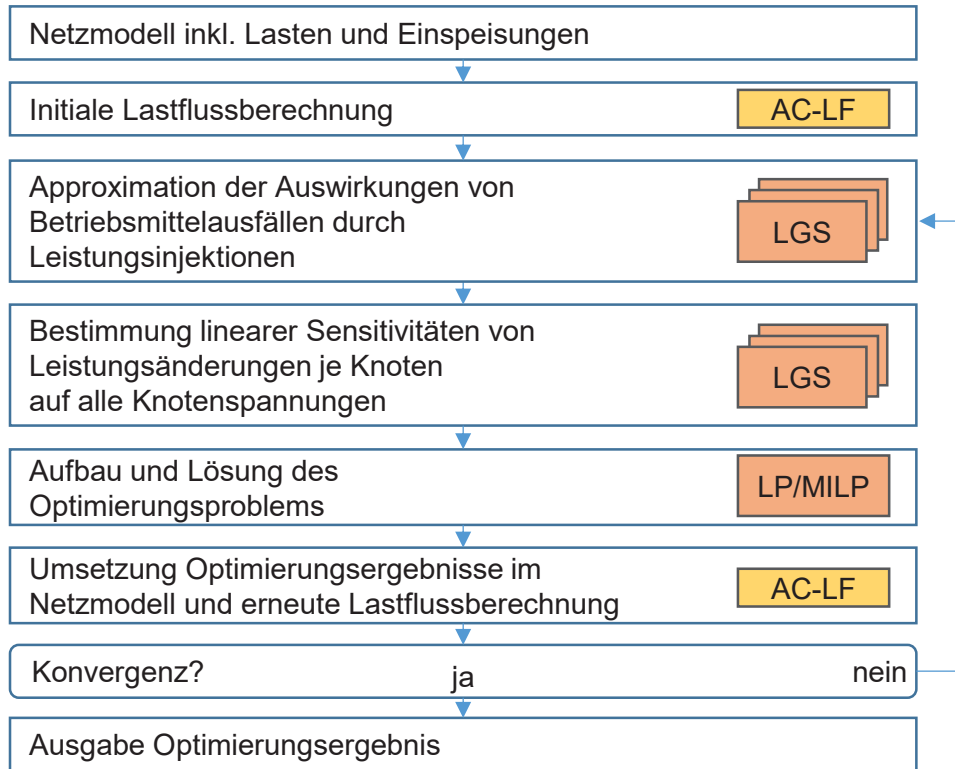 Netzmodell inkl. Lasten und Einspeisungen
Initiale Lastflussberechnung
AC-LF
Approximation der Auswirkungen von
Betriebsmittelausfällen durch
Leistungsinjektionen
LGS
Bestimmung linearer Sensitivitäten von
Leistungsänderungen je Knoten
auf alle Knotenspannungen
LGS
Aufbau und Lösung des
Optimierungsproblems
LP/MILP
Umsetzung Optimierungsergebnisse im
Netzmodell und erneute Lastflussberechnung
AC-LF
Konvergenz? ja nein
Ausgabe Optimierungsergebnis